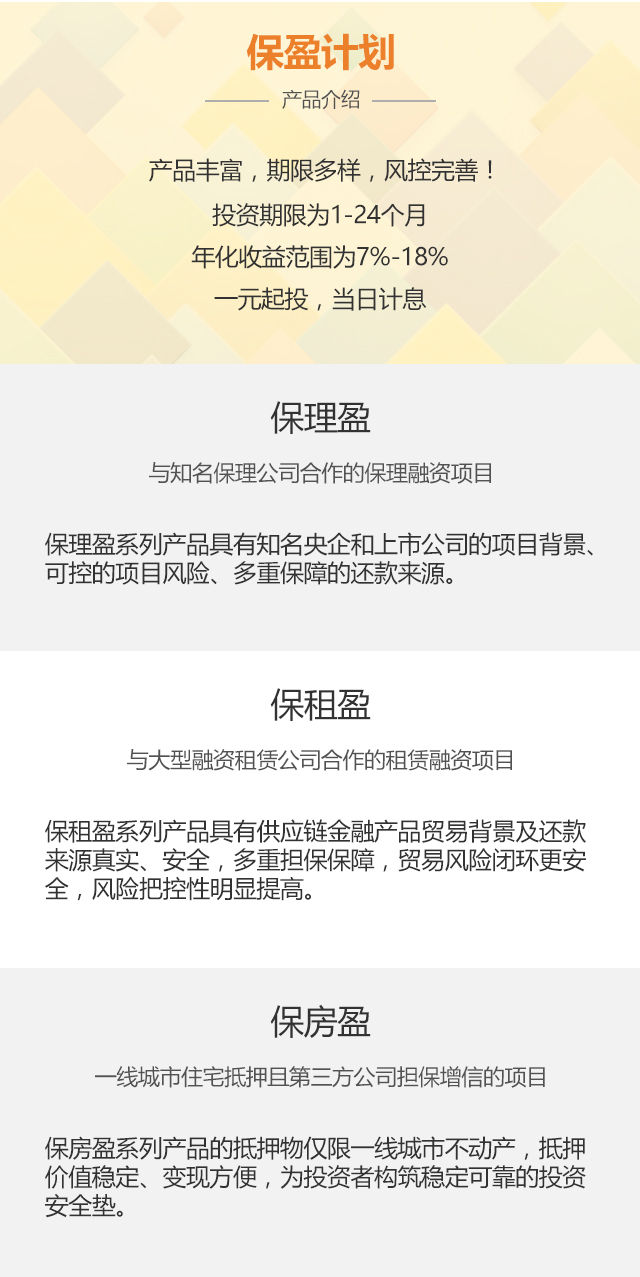 保盈计划
产品介绍
产品丰富，期限多样，风控完善！
投资期限为1-24个月
年化收益范围为7%-18%
一元起投，当日计息
保理盈
与知名保理公司合作的保理融资项目
保理盈系列产品具有知名央企和上市公司的项目背景、
可控的项目风险、多重保障的还款来源。
保租盈
与大型融资租赁公司合作的租赁融资项目
保租盈系列产品具有供应链金融产品贸易背景及还款
来源真实、安全，多重担保保障，贸易风险闭环更安
全，风险把控性明显提高。
保房盈
一线城市住宅抵押且第三方公司担保增信的项目
保房盈系列产品的抵押物仅限一线城市不动产，抵押
价值稳定、变现方便，为投资者构筑稳定可靠的投资
安全垫。